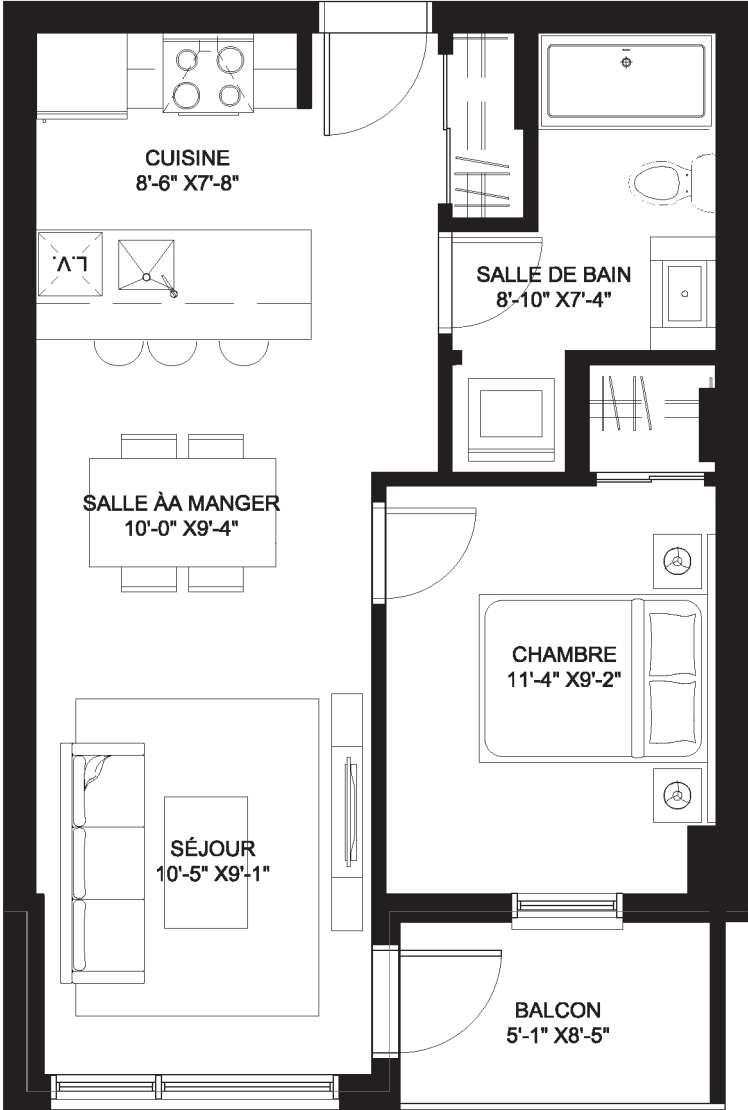 CUISINE
8'-6" X7'-8"
L.V.
SALLE DE BAIN
8'-10" X7'-4"
SALLE ÀA MANGER
10'-0" X9'-4"
CHAMBRE
11'-4" X9'-2"
SÉJOUR
10'-5" X9'-1"
BALCON
5'-1" X8'-5"